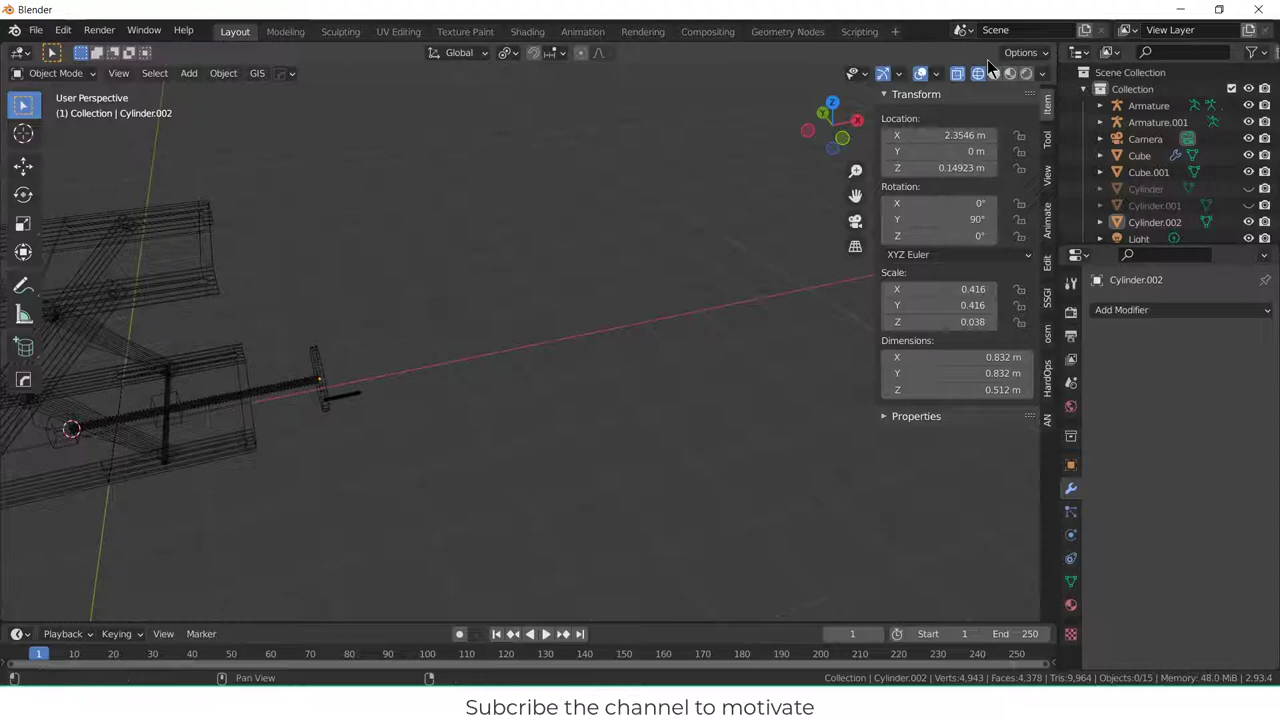 Blender
File Edit Render Window Help Layout Modeling Sculpting UV Editing Texture Paint Shading Animation Rendering Compositing Geometry Nodes Scripting + Scene View Layer
Global Options
Object Mode View Select Add Object GIS
User Perspective
(1) Collection | Cylinder.002
Z
Y
X
Transform
Location:
X 2.3546 m
Y 0 m
Z 0.14923 m
Rotation:
X 0°
Y 90°
Z 0°
XYZ Euler
Scale:
X 0.416
Y 0.416
Z 0.038
Dimensions:
X 0.832 m
Y 0.832 m
Z 0.512 m
Properties
Item
Tool
View
Animate
Edit
SSGI
osm
HardOps
AN
Scene Collection
Collection
Armature
Armature.001
Camera
Cube
Cube.001
Cylinder
Cylinder.001
Cylinder.002
Light
Cylinder.002
Add Modifier
Playback Keying View Marker 1 Start 1 End 250
1 10 20 30 40 50 60 70 80 90 100 110 120 130 140 150 160 170 180 190 200 210 220 230 240 250
Pan View
Collection | Cylinder.002 | Verts:4,943 | Faces:4,378 | Tris:9,964 | Objects:0/15 | Memory: 48.0 MiB | 2.93.4
Subcribe the channel to motivate